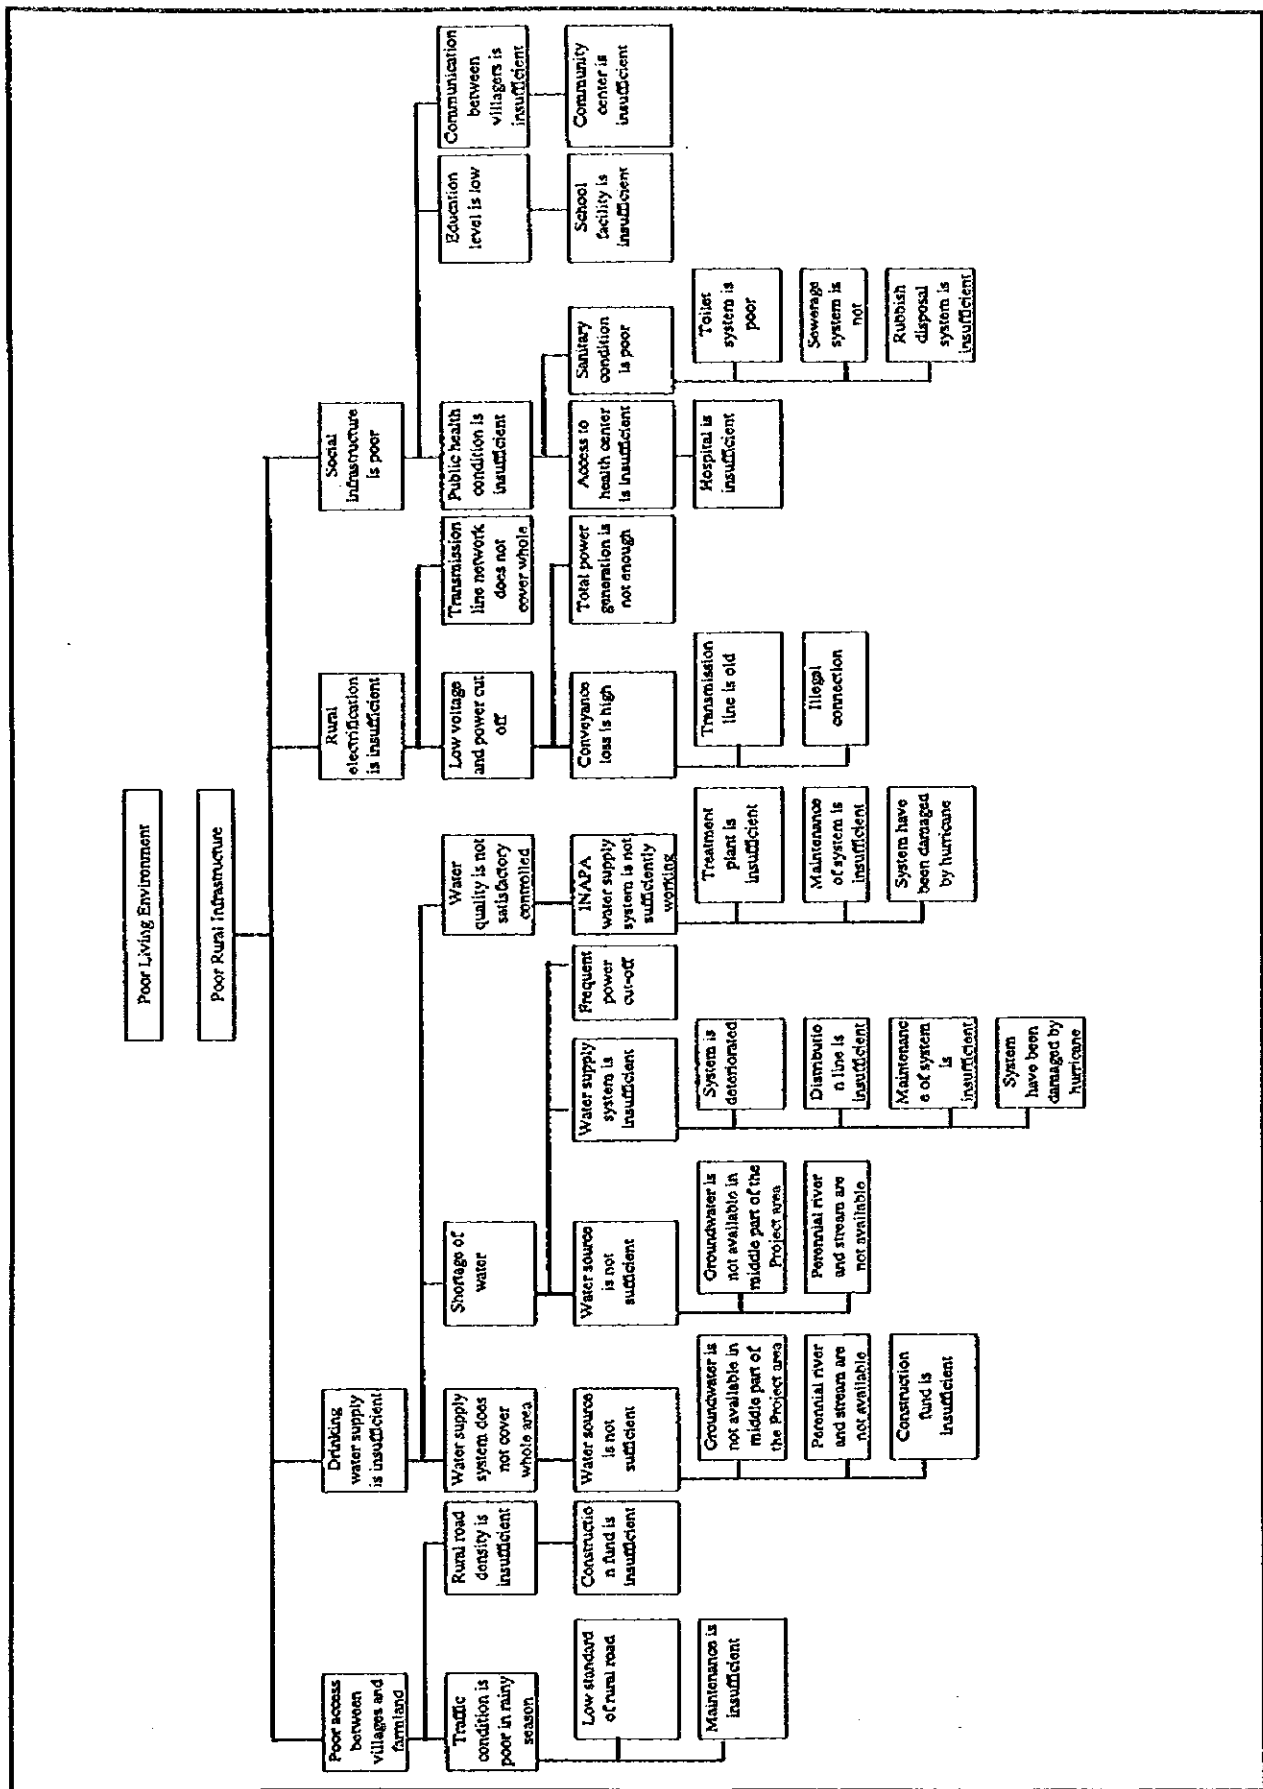 Poor Living Environment
Poor Rural Infrastructure
Poor access
between
villages and
farmland
Drinking
water supply
is insufficient
Rural
electrification
is insufficient
Social
infrastructure
is poor
Traffic
condition is
poor in rainy
season
Rural road
density is
insufficient
Water supply
system does
not cover
whole area
Shortage of
water
Water
quality is not
satisfactory
controlled
Low voltage
and power cut
off
Transmission
line network
does not
cover whole
Public health
condition is
insufficient
Education
level is low
Communication
between
villagers is
insufficient
Low standard
of rural road
Constructio
n fund is
insufficient
Water source
is not
sufficient
Water source
is not
sufficient
Water supply
system is
insufficient
Frequent
power
cut-off
INAPA
water supply
system is not
sufficiently
working
Conveyance
loss is high
Total power
generation is
not enough
Access to
health center
is insufficient
Sanitary
condition
is poor
School
facility is
insufficient
Community
center is
insufficient
Maintenance is
insufficient
Groundwater is
not available in
middle part of
the Project area
Groundwater is
not available in
middle part of the
Project area
System is
deteriorated
Treatment
plant is
insufficient
Transmission
line is old
Hospital is
insufficient
Toilet
system is
poor
Perennial river
and stream are
not available
Perennial river
and stream are
not available
Distributio
n line is
insufficient
Maintenance
of system is
insufficient
Illegal
connection
Sewerage
system is
not
Construction
fund is
insufficient
Maintenanc
e of system
is
insufficient
System have
been damaged
by hurricane
Rubbish
disposal
system is
insufficient
System
have been
damaged by
hurricane